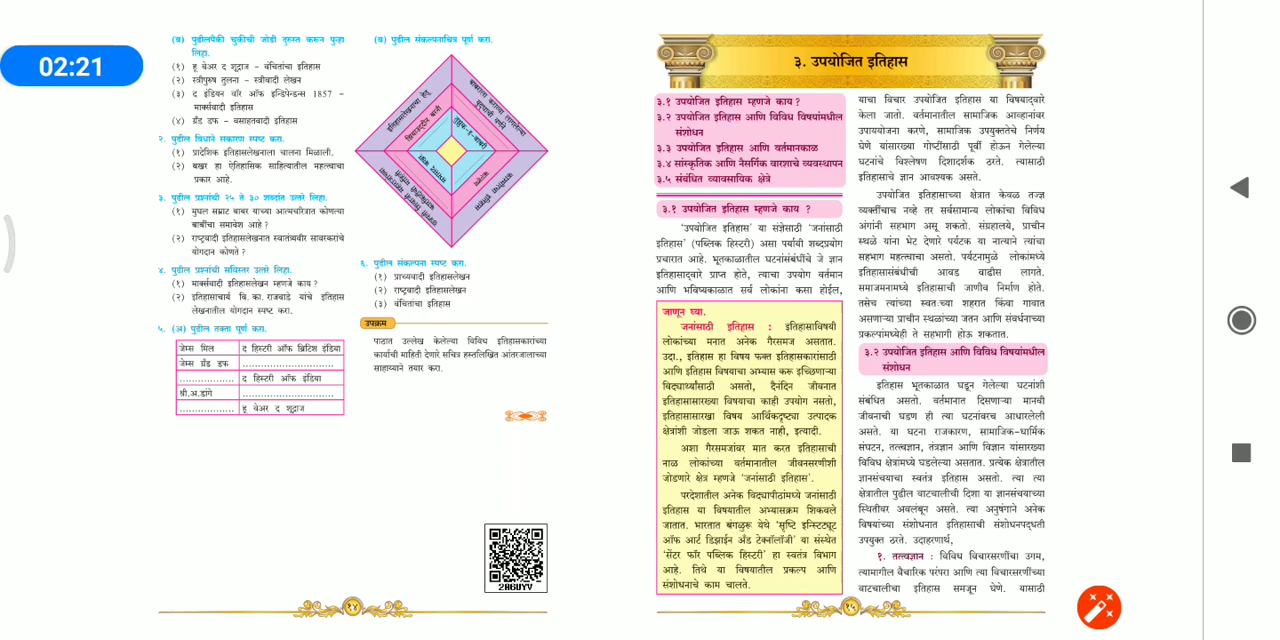 02:21
(ब) पुढीलपैकी चुकीची जोडी दुरुस्त करून पुन्हा
लिहा.
(१) हू वेअर द शूद्राज – वंचितांचा इतिहास
(२) स्त्रीपुरुष तुलना – स्त्रीवादी लेखन
(३) द इंडियन वॉर ऑफ इन्डिपेन्डन्स 1857 –
मार्क्सवादी इतिहास
(४) ग्रँट डफ – वसाहतवादी इतिहास
२. पुढील विधाने सकारण स्पष्ट करा.
(१) प्रादेशिक इतिहासलेखनाला चालना मिळाली.
(२) बखर हा ऐतिहासिक साहित्यातील महत्त्वाचा
प्रकार आहे.
३. पुढील प्रश्नांची २५ ते ३० शब्दांत उत्तरे लिहा.
(१) मुघल सम्राट बाबर याच्या आत्मचरित्रात कोणत्या
बाबींचा समावेश आहे ?
(२) राष्ट्रवादी इतिहासलेखनात स्वातंत्र्यवीर सावरकरांचे
योगदान कोणते ?
४. पुढील प्रश्नांची सविस्तर उत्तरे लिहा.
(१) मार्क्सवादी इतिहासलेखन म्हणजे काय ?
(२) इतिहासाचार्य वि. का. राजवाडे यांचे इतिहास
लेखनातील योगदान स्पष्ट करा.
५. (अ) पुढील तक्ता पूर्ण करा.
जेम्स मिल द हिस्टरी ऑफ ब्रिटिश इंडिया
जेम्स ग्रँड डफ ..............................
.................. द हिस्टरी ऑफ इंडिया
श्री.अ.डांगे ..............................
.................. हू वेअर द शूद्राज
(ब) पुढील संकल्पनाचित्र पूर्ण करा.
इतिहासलेखनाचा हेतू
बाबराला कराव्या लागलेल्या
युद्धाची वर्णने
झियाउद्दीन बरनी
तुझुक-इ-बाबरी
सभासद बखर
६. पुढील संकल्पना स्पष्ट करा.
(१) प्राच्यवादी इतिहासलेखन
(२) राष्ट्रवादी इतिहासलेखन
(३) वंचितांचा इतिहास
उपक्रम
पाठात उल्लेख केलेल्या विविध इतिहासकारांच्या
कार्याची माहिती देणारे सचित्र हस्तलिखित आंतरजालाच्या
साहाय्याने तयार करा.
2A6UYV
१४
३. उपयोजित इतिहास
३.१ उपयोजित इतिहास म्हणजे काय ?
३.२ उपयोजित इतिहास आणि विविध विषयांमधील
संशोधन
३.३ उपयोजित इतिहास आणि वर्तमानकाळ
३.४ सांस्कृतिक आणि नैसर्गिक वारशाचे व्यवस्थापन
३.५ संबंधित व्यावसायिक क्षेत्रे
३.१ उपयोजित इतिहास म्हणजे काय ?
‘उपयोजित इतिहास’ या संज्ञेसाठी ‘जनांसाठी
इतिहास’ (पब्लिक हिस्टरी) असा पर्यायी शब्दप्रयोग
प्रचारात आहे. भूतकाळातील घटनांसंबंधीचे जे ज्ञान
इतिहासाद्वारे प्राप्त होते, त्याचा उपयोग वर्तमान
आणि भविष्यकाळात सर्व लोकांना कसा होईल,
जाणून घ्या.
जनांसाठी इतिहास : इतिहासाविषयी
लोकांच्या मनात अनेक गैरसमज असतात.
उदा., इतिहास हा विषय फक्त इतिहासकारांसाठी
आणि इतिहास विषयाचा अभ्यास करू इच्छिणाऱ्या
विद्यार्थ्यांसाठी असतो, दैनंदिन जीवनात
इतिहासासारख्या विषयाचा काही उपयोग नसतो,
इतिहासासारखा विषय आर्थिकदृष्ट्या उत्पादक
क्षेत्रांशी जोडला जाऊ शकत नाही, इत्यादी.
अशा गैरसमजांवर मात करत इतिहासाची
नाळ लोकांच्या वर्तमानातील जीवनसरणीशी
जोडणारे क्षेत्र म्हणजे ‘जनांसाठी इतिहास’.
परदेशातील अनेक विद्यापीठांमध्ये जनांसाठी
इतिहास या विषयातील अभ्यासक्रम शिकवले
जातात. भारतात बंगळुरू येथे ‘सृष्टि इन्स्टिट्यूट
ऑफ आर्ट डिझाईन अँड टेक्नॉलॉजी’ या संस्थेत
‘सेंटर फॉर पब्लिक हिस्टरी’ हा स्वतंत्र विभाग
आहे. तिथे या विषयातील प्रकल्प आणि
संशोधनाचे काम चालते.
याचा विचार उपयोजित इतिहास या विषयाद्वारे
केला जातो. वर्तमानातील सामाजिक आव्हानांवर
उपाययोजना करणे, सामाजिक उपयुक्ततेचे निर्णय
घेणे यांसारख्या गोष्टींसाठी पूर्वी होऊन गेलेल्या
घटनांचे विश्लेषण दिशादर्शक ठरते. त्यासाठी
इतिहासाचे ज्ञान आवश्यक असते.
उपयोजित इतिहासाच्या क्षेत्रात केवळ तज्ज्ञ
व्यक्तींचाच नव्हे तर सर्वसामान्य लोकांचा विविध
अंगांनी सहभाग असू शकतो. संग्रहालये, प्राचीन
स्थळे यांना भेट देणारे पर्यटक या नात्याने त्यांचा
सहभाग महत्त्वाचा असतो. पर्यटनामुळे लोकांमध्ये
इतिहासासंबंधीची आवड वाढीस लागते.
समाजमनामध्ये इतिहासाची जाणीव निर्माण होते.
तसेच त्यांच्या स्वतःच्या शहरात किंवा गावात
असणाऱ्या प्राचीन स्थळांच्या जतन आणि संवर्धनाच्या
प्रकल्पांमध्येही ते सहभागी होऊ शकतात.
३.२ उपयोजित इतिहास आणि विविध विषयांमधील
संशोधन
इतिहास भूतकाळात घडून गेलेल्या घटनांशी
संबंधित असतो. वर्तमानात दिसणाऱ्या मानवी
जीवनाची घडण ही त्या घटनांवरच आधारलेली
असते. या घटना राजकारण, सामाजिक-धार्मिक
संघटन, तत्त्वज्ञान, तंत्रज्ञान आणि विज्ञान यांसारख्या
विविध क्षेत्रांमध्ये घडलेल्या असतात. प्रत्येक क्षेत्रातील
ज्ञानसंचयाचा स्वतंत्र इतिहास असतो. त्या त्या
क्षेत्रातील पुढील वाटचालीची दिशा या ज्ञानसंचयाच्या
स्थितीवर अवलंबून असते. त्या अनुषंगाने अनेक
विषयांच्या संशोधनात इतिहासाची संशोधनपद्धती
उपयुक्त ठरते. उदाहरणार्थ,
१. तत्त्वज्ञान : विविध विचारसरणींचा उगम,
त्यामागील वैचारिक परंपरा आणि त्या विचारसरणींच्या
वाटचालीचा इतिहास समजून घेणे. यासाठी
१५